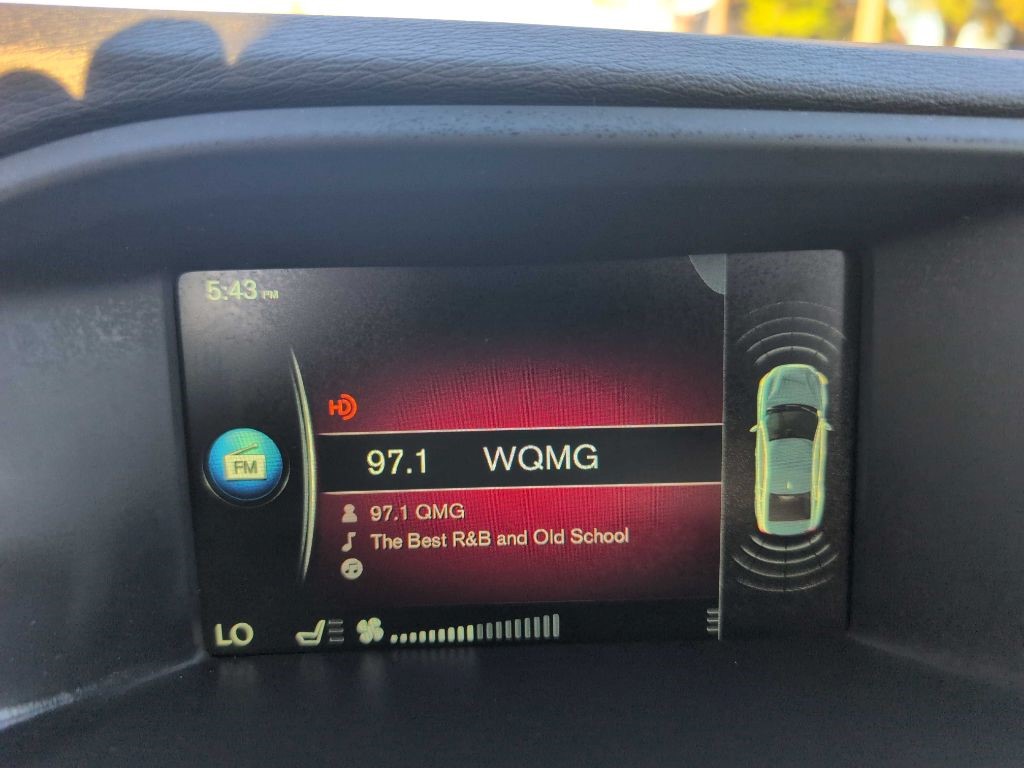 5:43 PM
HD
FM
97.1 WQMG
97.1 QMG
The Best R&B and Old School
LO